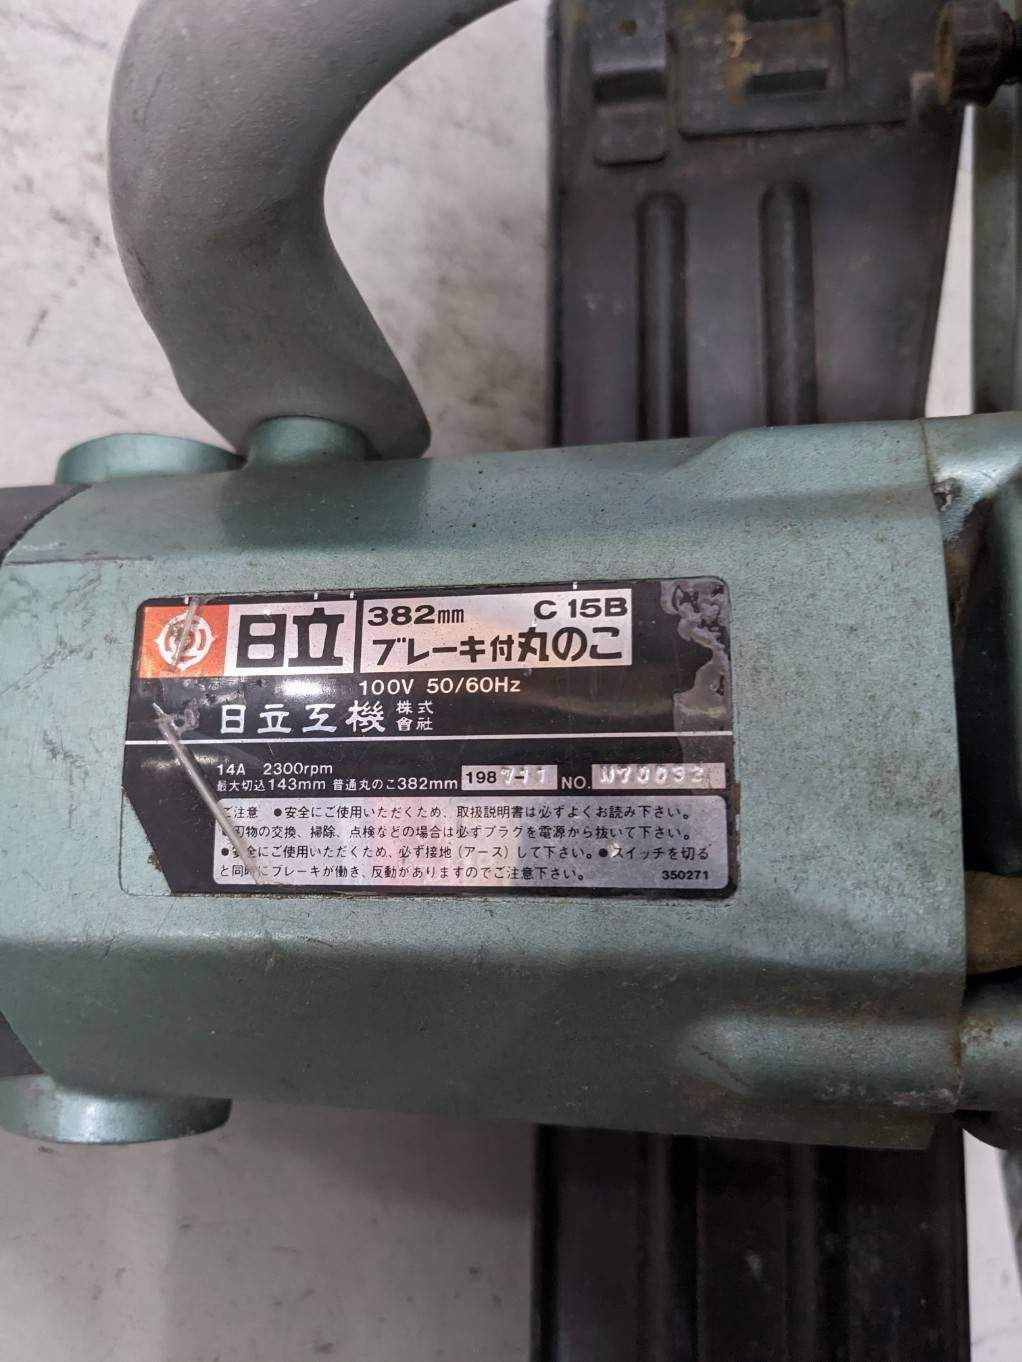 日立
382mm C 15B
ブレーキ付丸のこ
100V 50/60Hz
日立工機 株式會社
14A 2300rpm
最大切込143mm 普通丸のこ382mm 198 NO.
ご注意 ●安全にご使用いただくため、取扱説明書は必ずよくお読み下さい。
●刃物の交換、掃除、点検などの場合は必ずプラグを電源から抜いて下さい。
●安全にご使用いただくため、必ず接地(アース)して下さい。●スイッチを切る
と同時にブレーキが働き、反動がありますのでご注意下さい。 350271